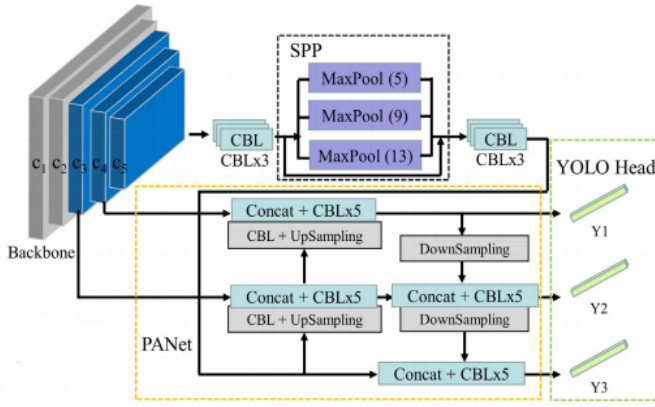 SPP
MaxPool (5)
MaxPool (9)
MaxPool (13)
CBL
CBLx3
CBL
CBLx3
c1
c2
c3
c4
c5
Backbone
YOLO Head
Concat + CBLx5
CBL + UpSampling
DownSampling
Y1
Concat + CBLx5
CBL + UpSampling
Concat + CBLx5
DownSampling
Y2
PANet
Concat + CBLx5
Y3